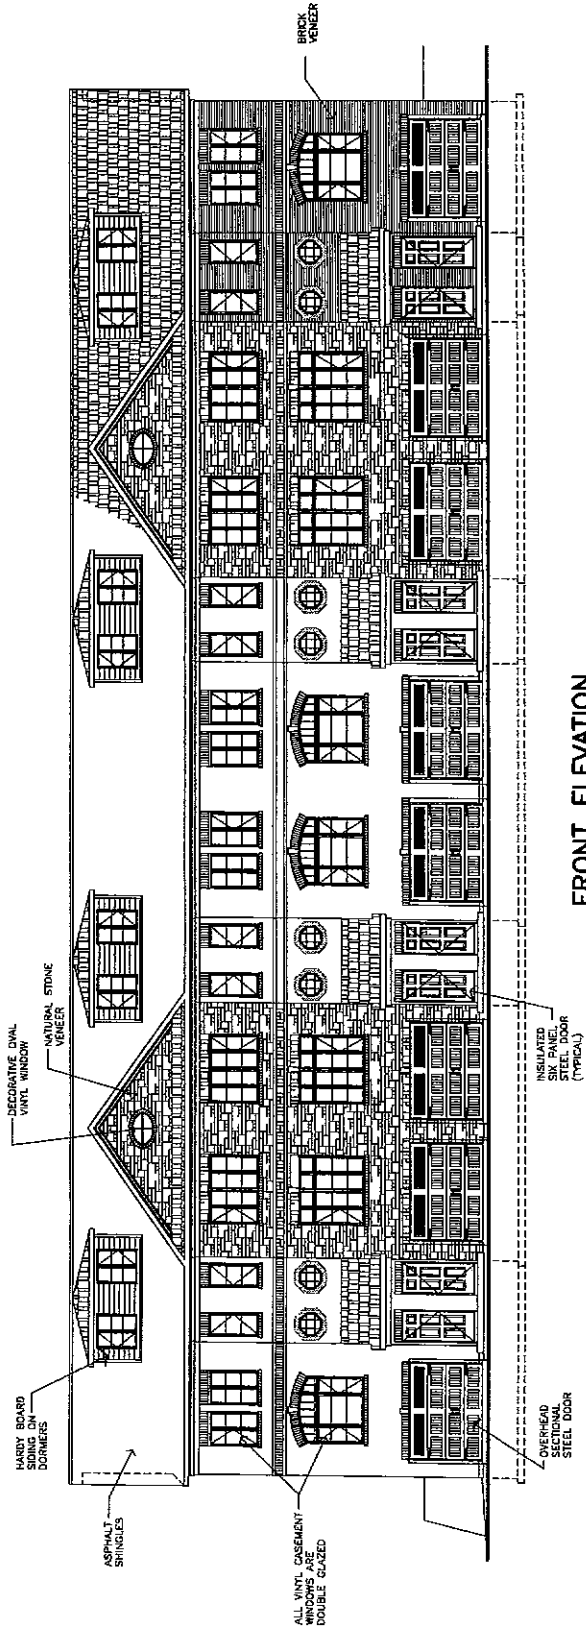 DECORATIVE OVAL
VINYL WINDOW
NATURAL STONE
VENEER
HARDY BOARD
SIDING ON
DORMERS
ASPHALT
SHINGLES
BRICK
VENEER
ALL VINYL CASEMENT
WINDOWS ARE
DOUBLE GLAZED
OVERHEAD
SECTIONAL
STEEL DOOR
INSULATED
SIX PANEL
STEEL DOOR
(TYPICAL)
FRONT ELEVATION